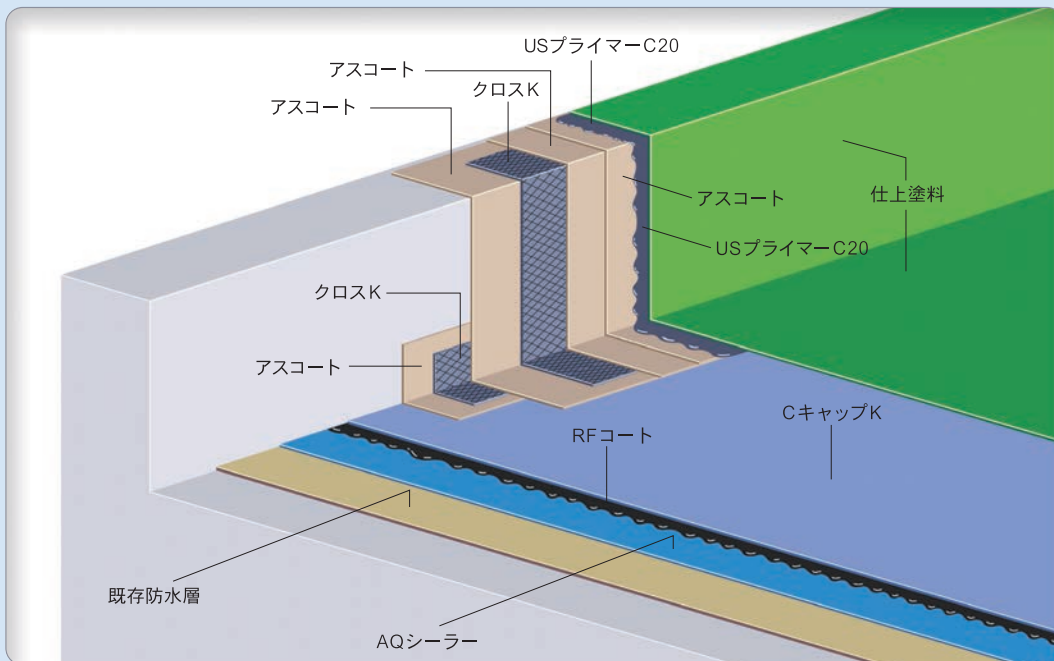 USプライマーC20
アスコート
クロスK
アスコート
アスコート
仕上塗料
USプライマーC20
クロスK
アスコート
CキャップK
RFコート
既存防水層
AQシーラー